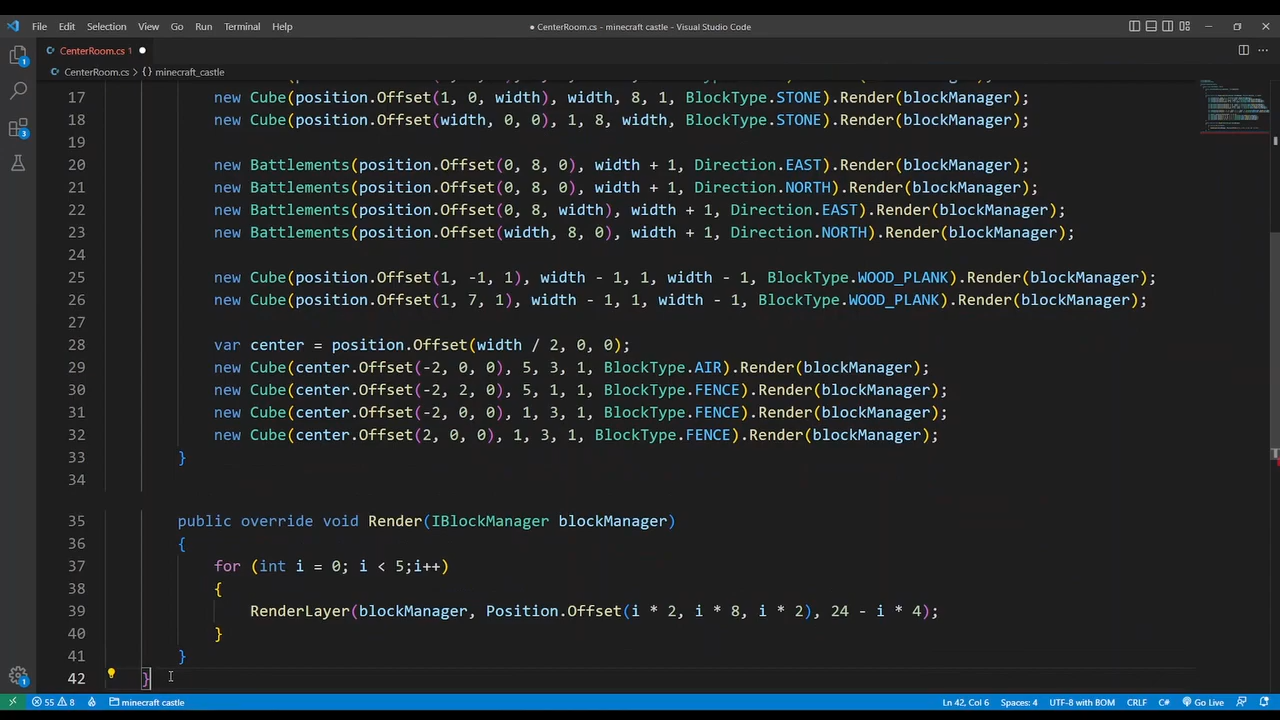 File Edit Selection View Go Run Terminal Help ● CenterRoom.cs - minecraft castle - Visual Studio Code
CenterRoom.cs 1
CenterRoom.cs > {} minecraft_castle
17 new Cube(position.Offset(1, 0, width), width, 8, 1, BlockType.STONE).Render(blockManager);
18 new Cube(position.Offset(width, 0, 0), 1, 8, width, BlockType.STONE).Render(blockManager);
19
20 new Battlements(position.Offset(0, 8, 0), width + 1, Direction.EAST).Render(blockManager);
21 new Battlements(position.Offset(0, 8, 0), width + 1, Direction.NORTH).Render(blockManager);
22 new Battlements(position.Offset(0, 8, width), width + 1, Direction.EAST).Render(blockManager);
23 new Battlements(position.Offset(width, 8, 0), width + 1, Direction.NORTH).Render(blockManager);
24
25 new Cube(position.Offset(1, -1, 1), width - 1, 1, width - 1, BlockType.WOOD_PLANK).Render(blockManager);
26 new Cube(position.Offset(1, 7, 1), width - 1, 1, width - 1, BlockType.WOOD_PLANK).Render(blockManager);
27
28 var center = position.Offset(width / 2, 0, 0);
29 new Cube(center.Offset(-2, 0, 0), 5, 3, 1, BlockType.AIR).Render(blockManager);
30 new Cube(center.Offset(-2, 2, 0), 5, 1, 1, BlockType.FENCE).Render(blockManager);
31 new Cube(center.Offset(-2, 0, 0), 1, 3, 1, BlockType.FENCE).Render(blockManager);
32 new Cube(center.Offset(2, 0, 0), 1, 3, 1, BlockType.FENCE).Render(blockManager);
33 }
34
35 public override void Render(IBlockManager blockManager)
36 {
37 for (int i = 0; i < 5;i++)
38 {
39 RenderLayer(blockManager, Position.Offset(i * 2, i * 8, i * 2), 24 - i * 4);
40 }
41 }
42 }
55 8 minecraft castle Ln 42, Col 6 Spaces: 4 UTF-8 with BOM CRLF C# Go Live